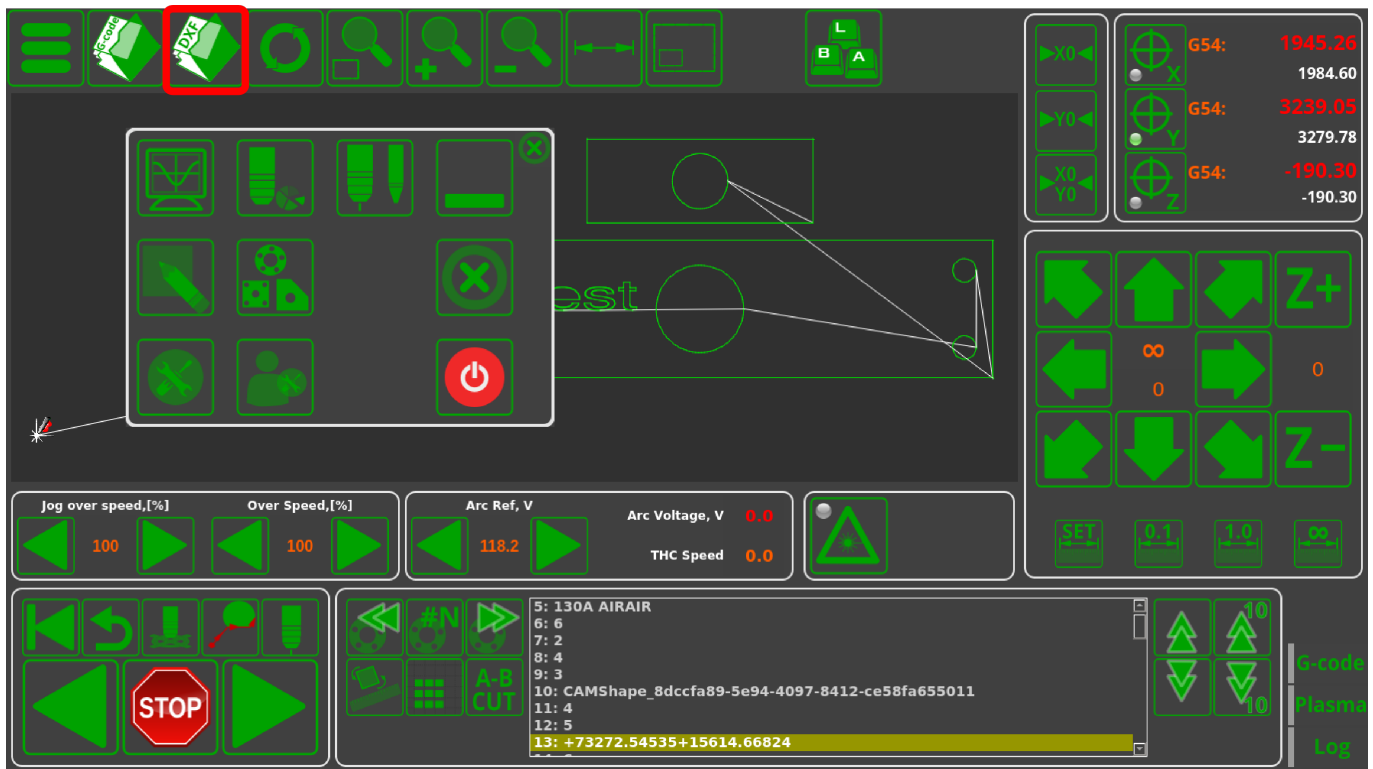 G-code
DXF
L
B
A
X0
Y0
X0
Y0
G54:
1945.26
1984.60
X
G54:
3239.05
3279.78
Y
G54:
-190.30
-190.30
Z
est
Z+
∞
0
0
Z-
SET
0.1
1.0
∞
Jog over speed,[%]
100
Over Speed,[%]
100
Arc Ref, V
118.2
Arc Voltage, V 0.0
THC Speed 0.0
STOP
#N
A-B
CUT
5: 130A AIRAIR
6: 6
7: 2
8: 4
9: 3
10: CAMShape_8dccfa89-5e94-4097-8412-ce58fa655011
11: 4
12: 5
13: +73272.54535+15614.66824
10
10
G-code
Plasma
Log